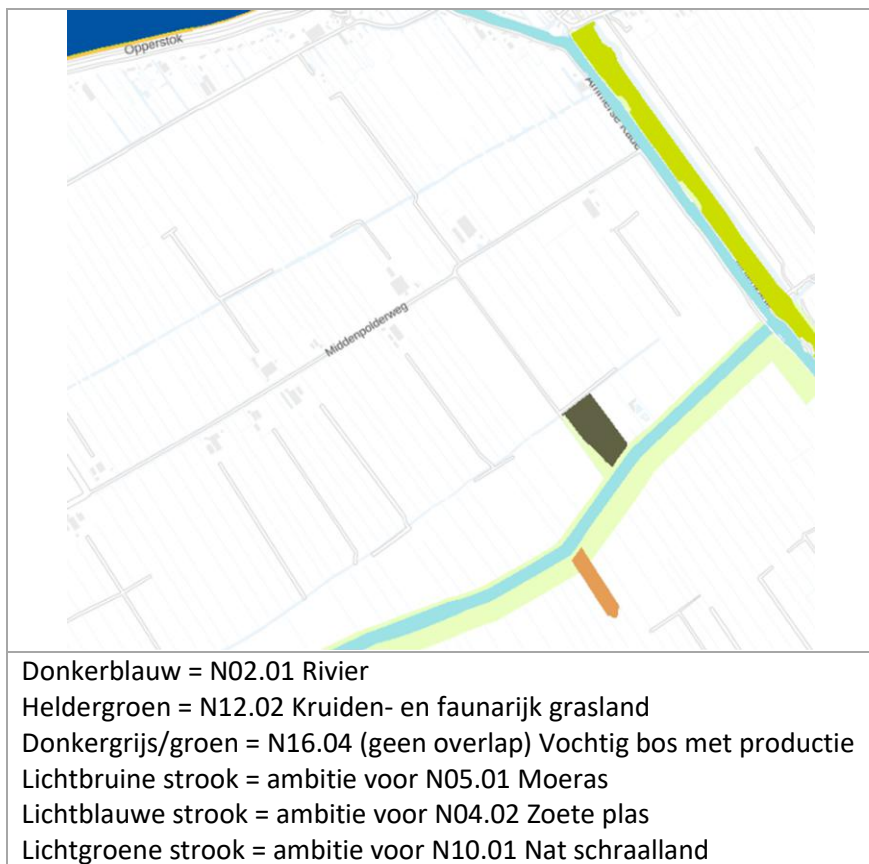 Opperstok
Ammerse Kade
Middenpolderweg
Donkerblauw = N02.01 Rivier
Heldergroen = N12.02 Kruiden- en faunarijk grasland
Donkergrijs/groen = N16.04 (geen overlap) Vochtig bos met productie
Lichtbruine strook = ambitie voor N05.01 Moeras
Lichtblauwe strook = ambitie voor N04.02 Zoete plas
Lichtgroene strook = ambitie voor N10.01 Nat schraalland